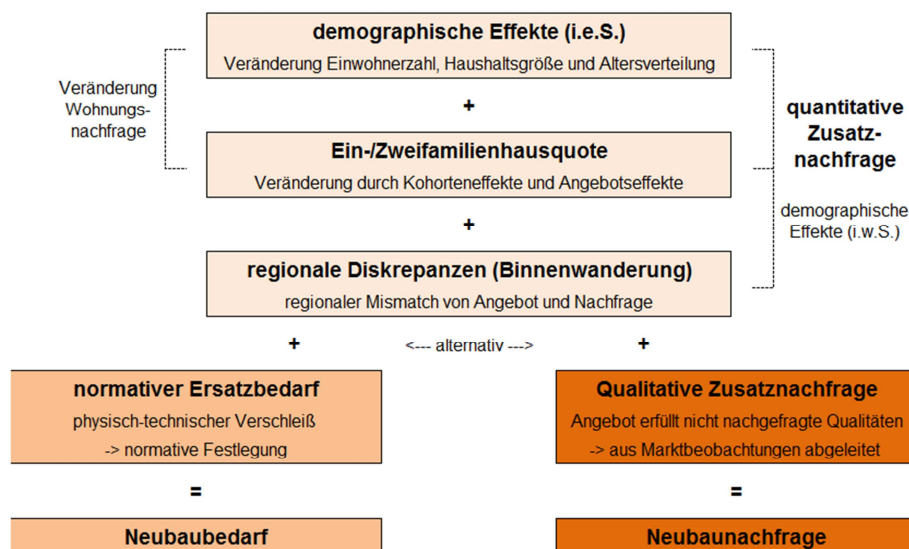 demographische Effekte (i.e.S.)
Veränderung Einwohnerzahl, Haushaltsgröße und Altersverteilung
Veränderung
Wohnungs-
nachfrage
+
quantitative
Zusatz-
nachfrage
Ein-/Zweifamilienhausquote
Veränderung durch Kohorteneffekte und Angebotseffekte
demographische
Effekte (i.w.S.)
+
regionale Diskrepanzen (Binnenwanderung)
regionaler Mismatch von Angebot und Nachfrage
+ <--- alternativ ---> +
normativer Ersatzbedarf
physisch-technischer Verschleiß
-> normative Festlegung
Qualitative Zusatznachfrage
Angebot erfüllt nicht nachgefragte Qualitäten
-> aus Marktbeobachtungen abgeleitet
= =
Neubaubedarf
Neubaunachfrage